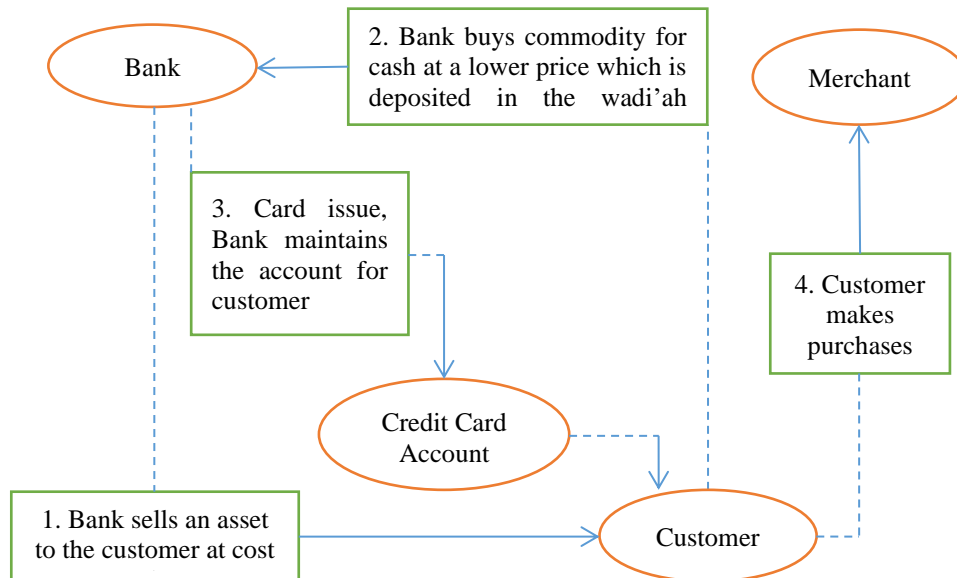 Bank
2. Bank buys commodity for
cash at a lower price which is
deposited in the wadi’ah
Merchant
3. Card issue,
Bank maintains
the account for
customer
4. Customer
makes
purchases
Credit Card
Account
1. Bank sells an asset
to the customer at cost
Customer